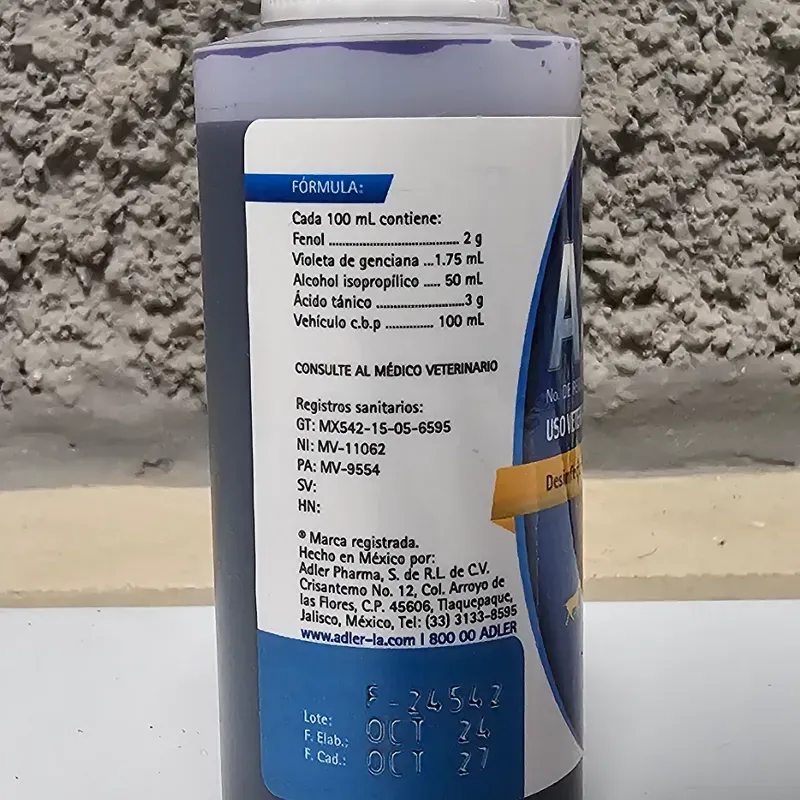 FÓRMULA:
Cada 100 mL contiene:
Fenol ........................................ 2 g
Violeta de genciana ...1.75 mL
Alcohol isopropílico ..... 50 mL
Ácido tánico .....................3 g
Vehículo c.b.p ............. 100 mL
CONSULTE AL MÉDICO VETERINARIO
Registros sanitarios:
GT: MX542-15-05-6595
NI: MV-11062
PA: MV-9554
SV:
HN:
® Marca registrada.
Hecho en México por:
Adler Pharma, S. de R.L. de C.V.
Crisantemo No. 12, Col. Arroyo de
las Flores, C.P. 45606, Tlaquepaque,
Jalisco, México, Tel: (33) 3133-8595
www.adler-la.com I 800 00 ADLER
Lote: F-24542
F. Elab.: OCT 24
F. Cad.: OCT 27
A
No. DE
USO